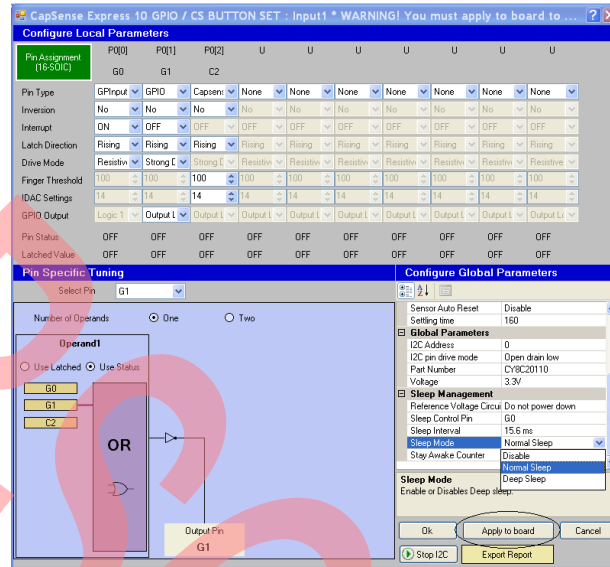 CapSense Express 10 GPIO / CS BUTTON SET : Input1 * WARNING! You must apply to board to ...
Configure Local Parameters
Pin Assignment (16-SOIC) P0[0] P0[1] P0[2] U U U U U U U
G0 G1 C2
Pin Type GPInput GPIO Capsens None None None None None None None
Inversion No No No No No No No No No No
Interrupt ON OFF OFF OFF OFF OFF OFF OFF OFF OFF
Latch Direction Rising Rising Rising Rising Rising Rising Rising Rising Rising Rising
Drive Mode Resistiv Strong D Strong D Resistiv Resistiv Resistiv Resistiv Resistiv Resistiv Resistiv
Finger Threshold 100 100 100 100 100 100 100 100 100 100
IDAC Settings 14 14 14 14 14 14 14 14 14 14
GPIO Output Logic 1 Output L Output L Output L Output L Output L Output L Output L Output L Output L
Pin Status OFF OFF OFF OFF OFF OFF OFF OFF OFF OFF
Latched Value OFF OFF OFF OFF OFF OFF OFF OFF OFF OFF
Pin Specific Tuning
Select Pin G1
Number of Operands One Two
Operand1
Use Latched Use Status
G0
G1
C2
OR
Output Pin
G1
Configure Global Parameters
Sensor Auto Reset Disable
Settling time 160
Global Parameters
I2C Address 0
I2C pin drive mode Open drain low
Part Number CY8C20110
Voltage 3.3V
Sleep Management
Reference Voltage Circui Do not power down
Sleep Control Pin G0
Sleep Interval 15.6 ms
Sleep Mode Normal Sleep
Stay Awake Counter Disable
Normal Sleep
Deep Sleep
Sleep Mode
Enable or Disables Deep sleep.
Ok Apply to board Cancel
Stop I2C Export Report